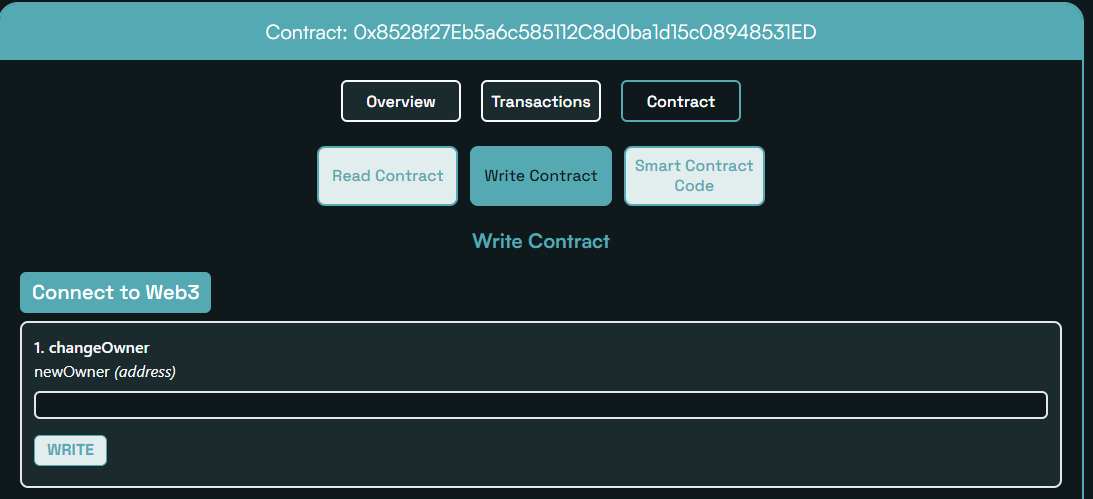 Contract: 0x8528f27Eb5a6c585112C8d0ba1d15c08948531ED
Overview
Transactions
Contract
Read Contract
Write Contract
Smart Contract
Code
Write Contract
Connect to Web3
1. changeOwner
newOwner (address)
WRITE